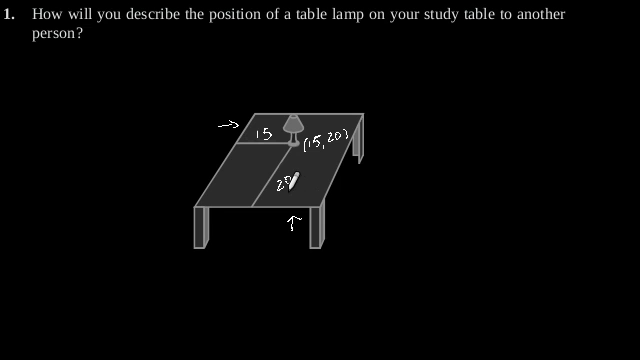 1. How will you describe the position of a table lamp on your study table to another
person?
15
(15,20)
20